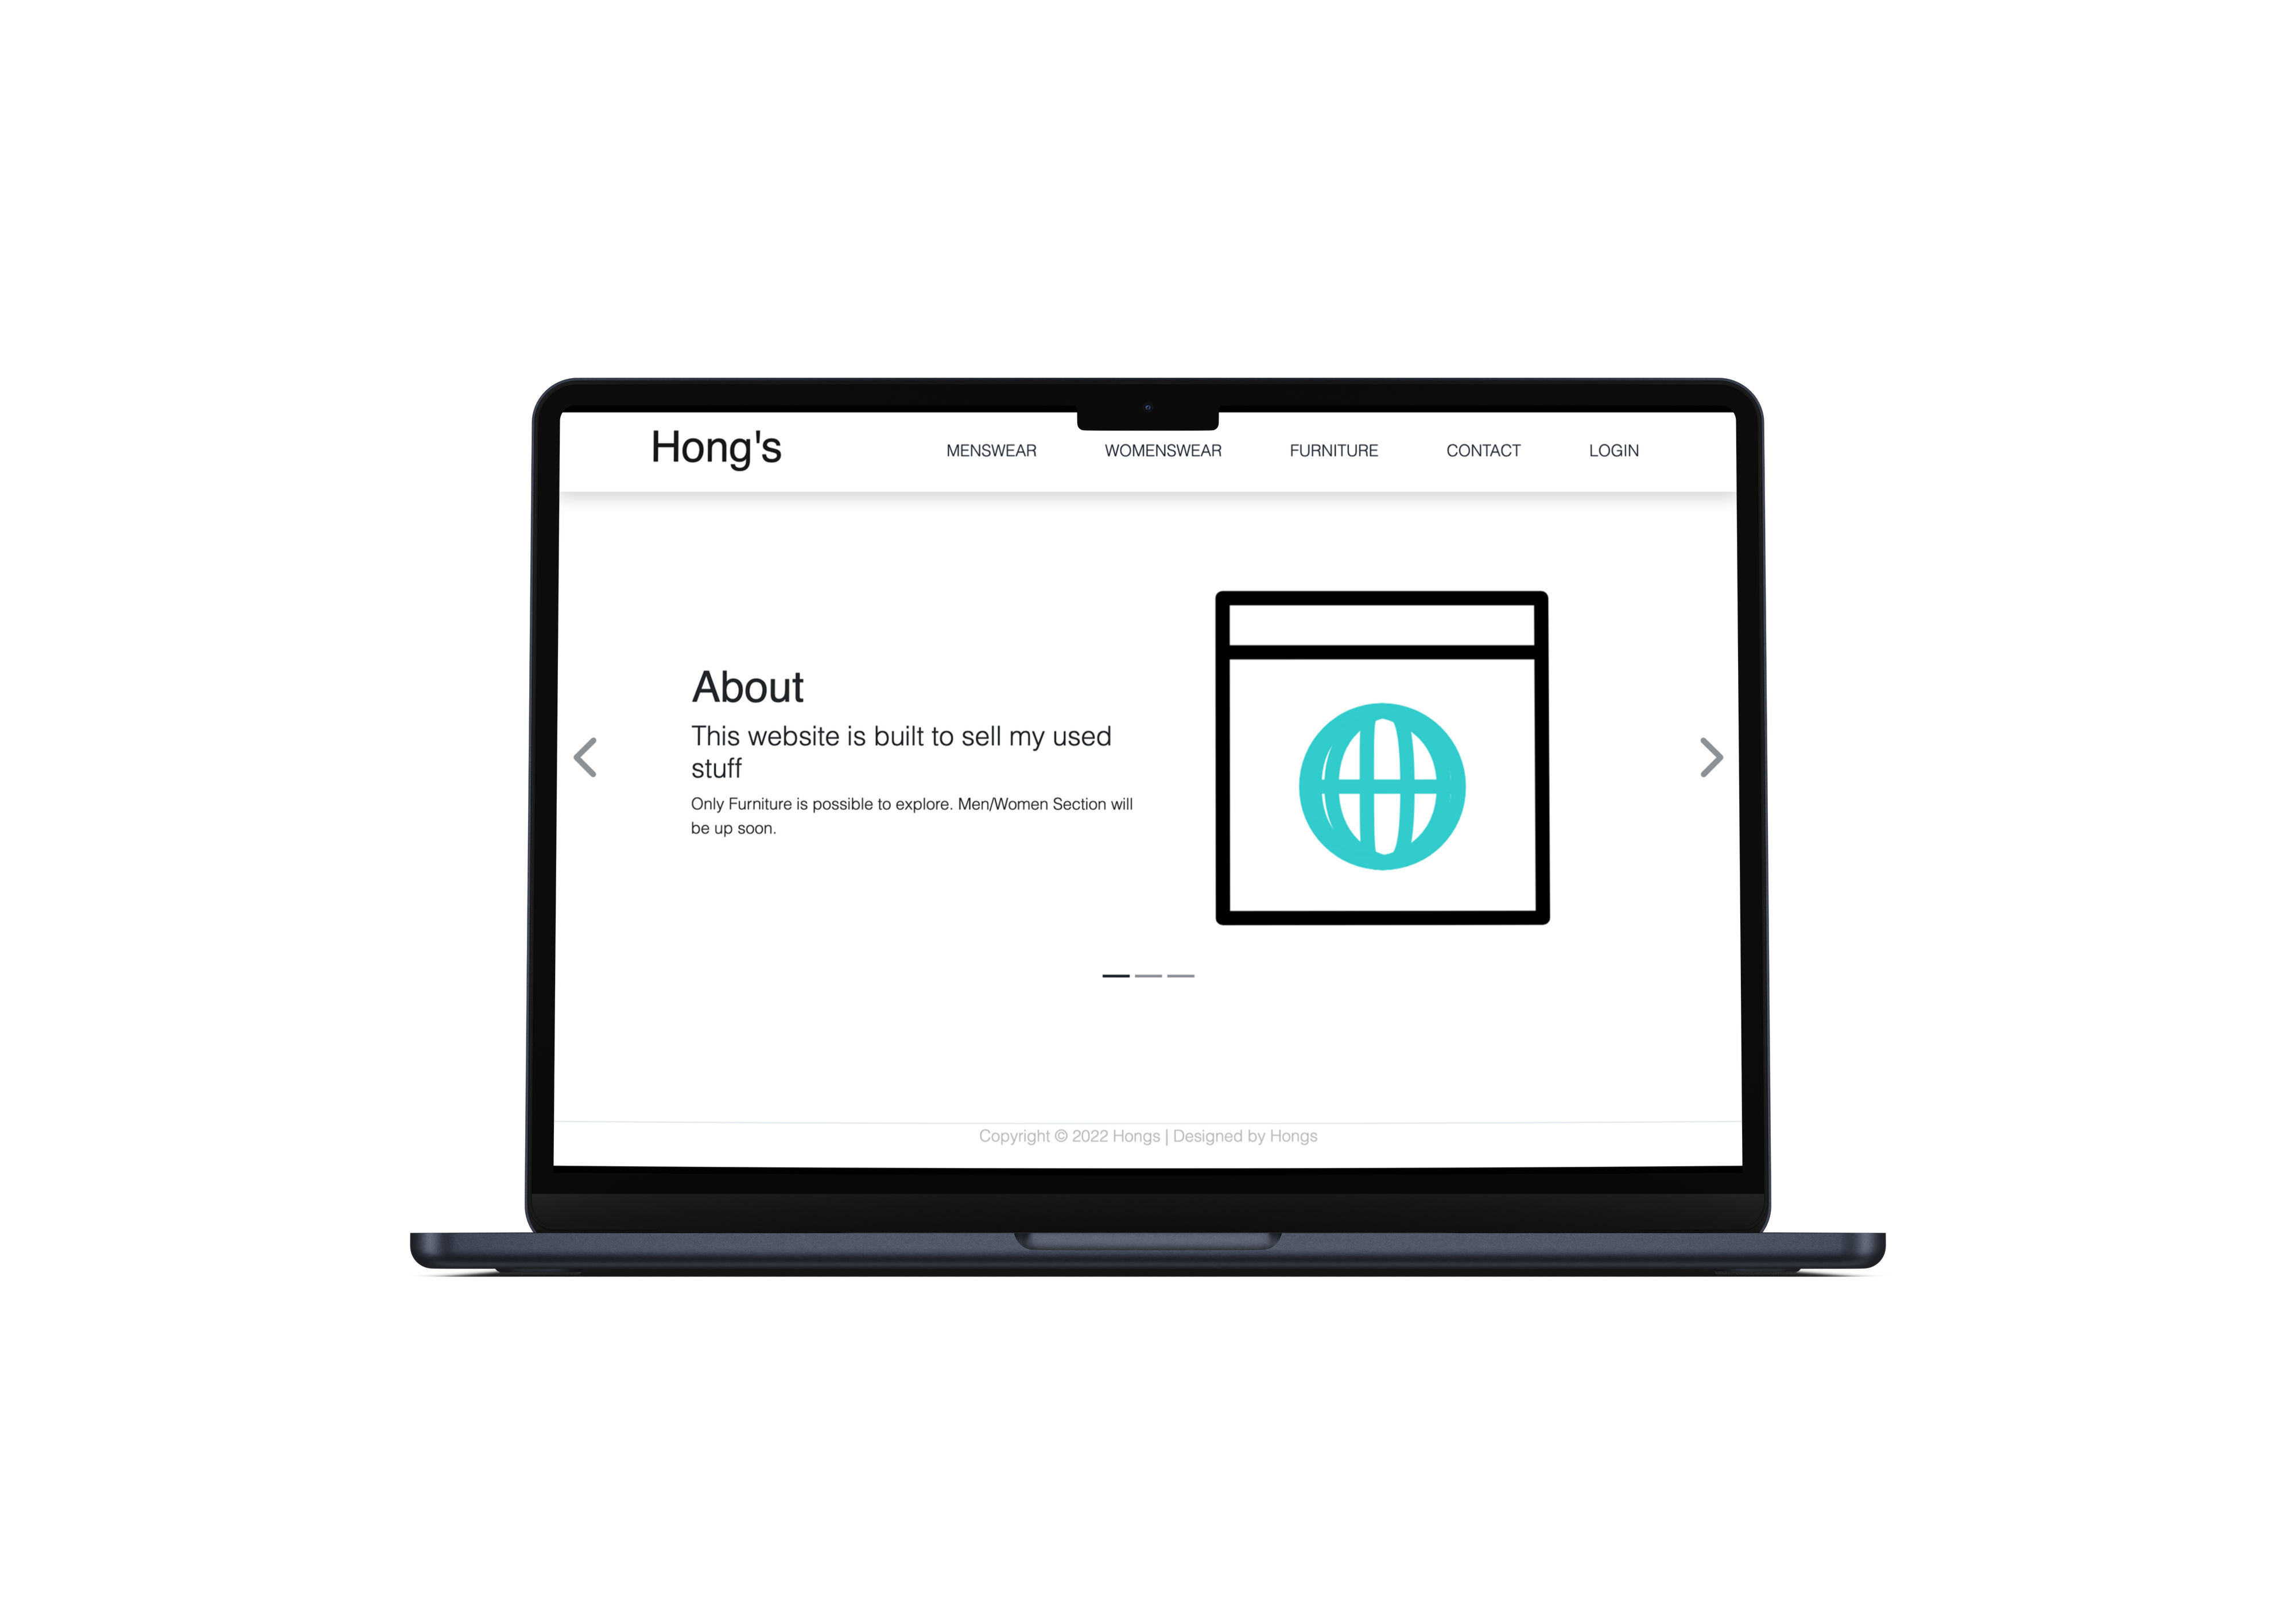 Hong's
MENSWEAR WOMENSWEAR FURNITURE CONTACT LOGIN
About
This website is built to sell my used
stuff
Only Furniture is possible to explore. Men/Women Section will
be up soon.
Copyright © 2022 Hongs | Designed by Hongs